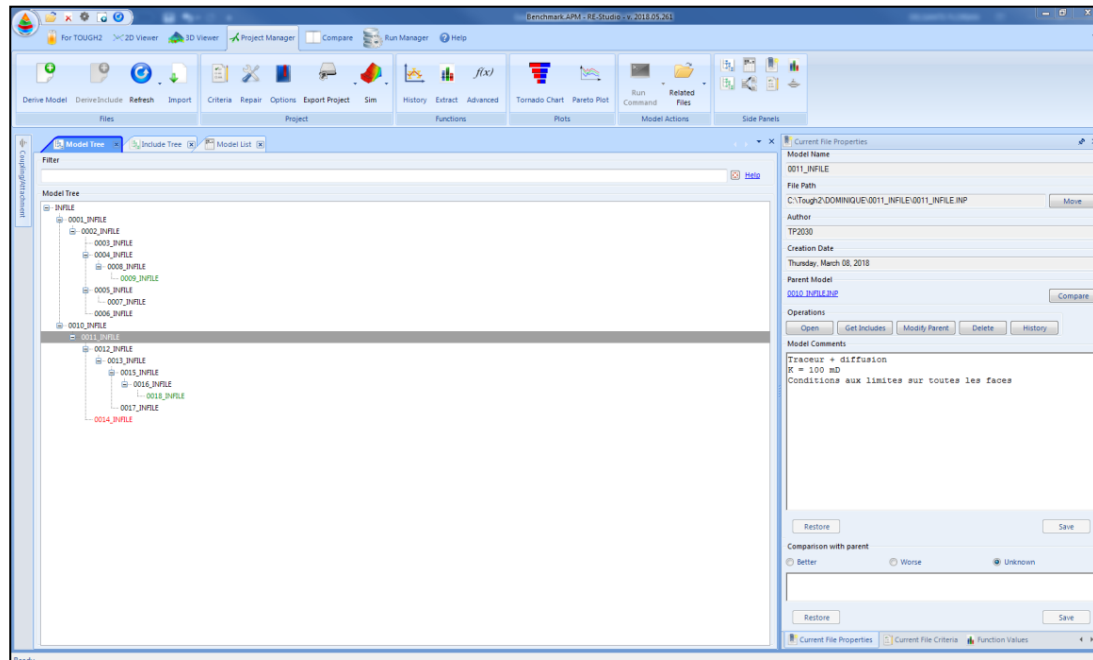 Benchmark.APM - RE-Studio - v. 2018.05.261
For TOUGH2 2D Viewer 3D Viewer Project Manager Compare Run Manager Help
Derive Model DeriveInclude Refresh Import Criteria Repair Options Export Project Sim History Extract f(x) Advanced Tornado Chart Pareto Plot Run Command Related Files
Files Project Functions Plots Model Actions Side Panels
Coupling/Attachment
Model Tree Include Tree Model List
Filter
Help
Model Tree
INFILE
0001_INFILE
0002_INFILE
0003_INFILE
0004_INFILE
0008_INFILE
0009_INFILE
0005_INFILE
0007_INFILE
0006_INFILE
0010_INFILE
0011_INFILE
0012_INFILE
0013_INFILE
0015_INFILE
0016_INFILE
0018_INFILE
0017_INFILE
0014_INFILE
Current File Properties
Model Name
0011_INFILE
File Path
C:\Tough2\DOMINIQUE\0011_INFILE\0011_INFILE.INP Move
Author
TP2030
Creation Date
Thursday, March 08, 2018
Parent Model
0010_INFILE.INP Compare
Operations
Open Get Includes Modify Parent Delete History
Model Comments
Traceur + diffusion
K = 100 mD
Conditions aux limites sur toutes les faces
Restore Save
Comparison with parent
Better Worse Unknown
Restore Save
Current File Properties Current File Criteria Function Values
Ready